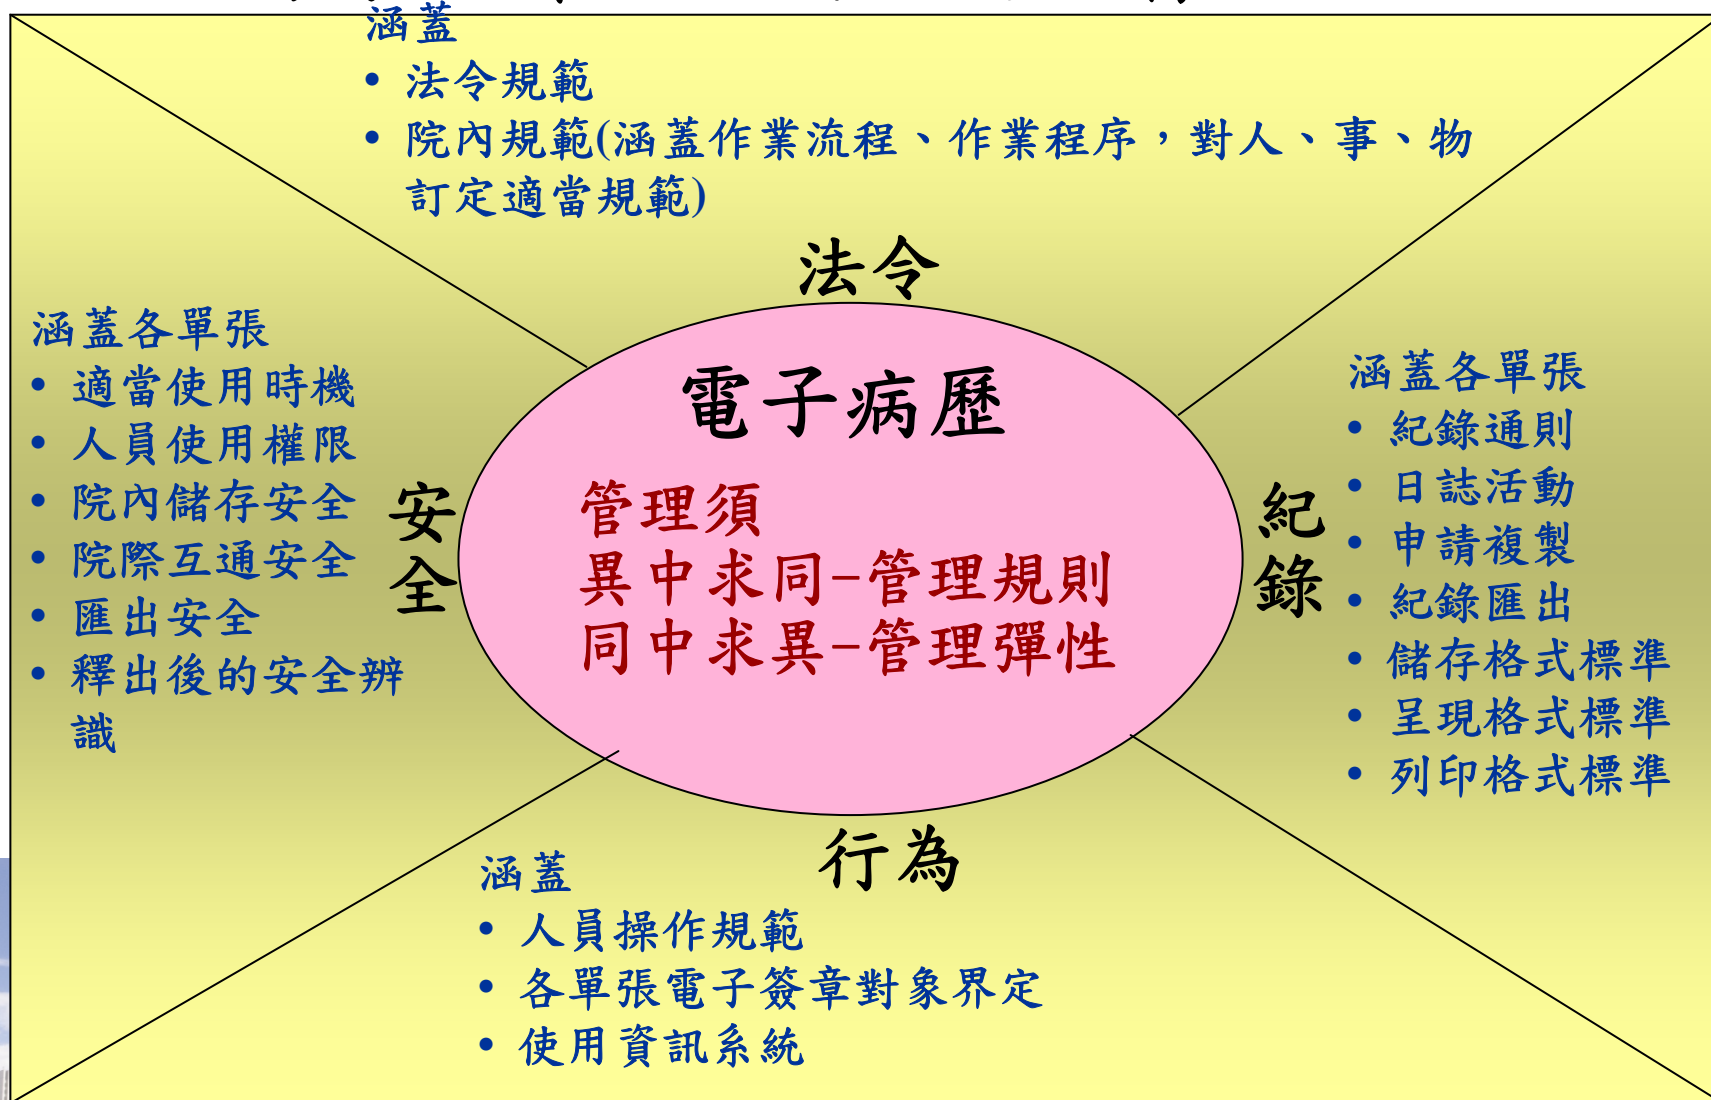 涵蓋
• 法令規範
• 院內規範(涵蓋作業流程、作業程序，對人、事、物
訂定適當規範)
法令
涵蓋各單張
• 適當使用時機
• 人員使用權限
• 院內儲存安全
• 院際互通安全
• 匯出安全
• 釋出後的安全辨
識
安
全
電子病歷
管理須
異中求同-管理規則
同中求異-管理彈性
紀
錄
涵蓋各單張
• 紀錄通則
• 日誌活動
• 申請複製
• 紀錄匯出
• 儲存格式標準
• 呈現格式標準
• 列印格式標準
行為
涵蓋
• 人員操作規範
• 各單張電子簽章對象界定
• 使用資訊系統